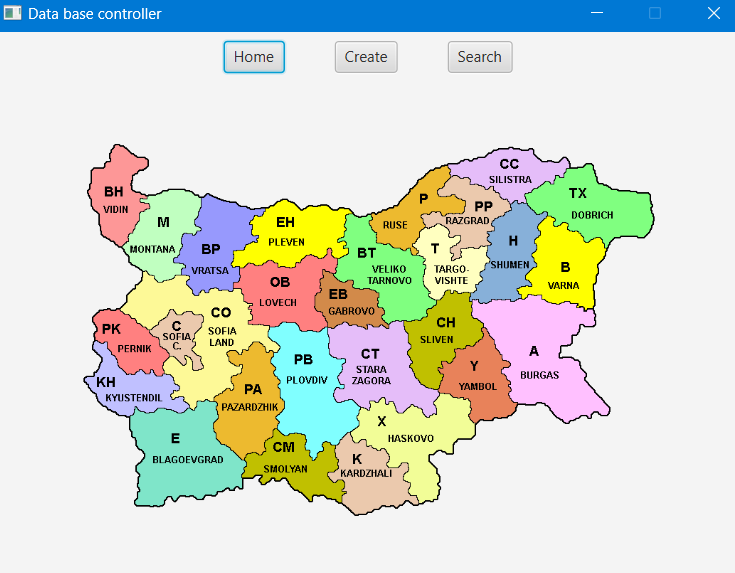 Data base controller
Home
Create
Search
CC
SILISTRA
BH
VIDIN
TX
DOBRICH
P
RUSE
PP
RAZGRAD
M
MONTANA
EH
PLEVEN
H
SHUMEN
BP
VRATSA
BT
VELIKO
TARNOVO
T
TARGO-
VISHTE
B
VARNA
OB
LOVECH
EB
GABROVO
CO
SOFIA
LAND
C
SOFIA
C.
PK
PERNIK
CH
SLIVEN
A
BURGAS
PB
PLOVDIV
CT
STARA
ZAGORA
Y
YAMBOL
KH
KYUSTENDIL
PA
PAZARDZHIK
X
HASKOVO
E
BLAGOEVGRAD
CM
SMOLYAN
K
KARDZHALI